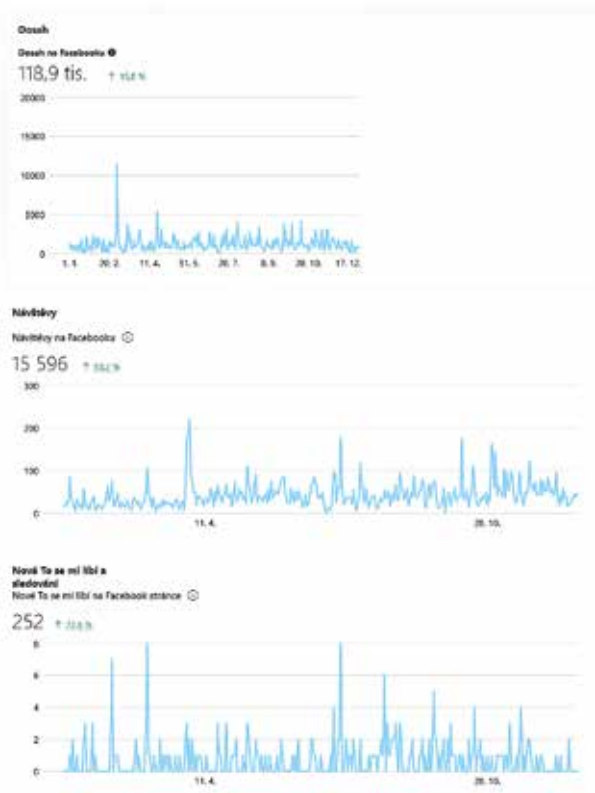 Dosah
Dosah na Facebooku
118,9 tis.
20000
15000
10000
5000
0
1. 1. 20. 2. 11. 4. 31. 5. 20. 7. 8. 9. 28. 10. 17. 12.
Návštěvy
Návštěvy na Facebooku
15 596
300
200
100
0
11. 4. 28. 10.
Nová To se mi líbí a
sledování
Nová To se mi líbí na Facebook stránce
252
8
6
4
2
0
11. 4. 28. 10.